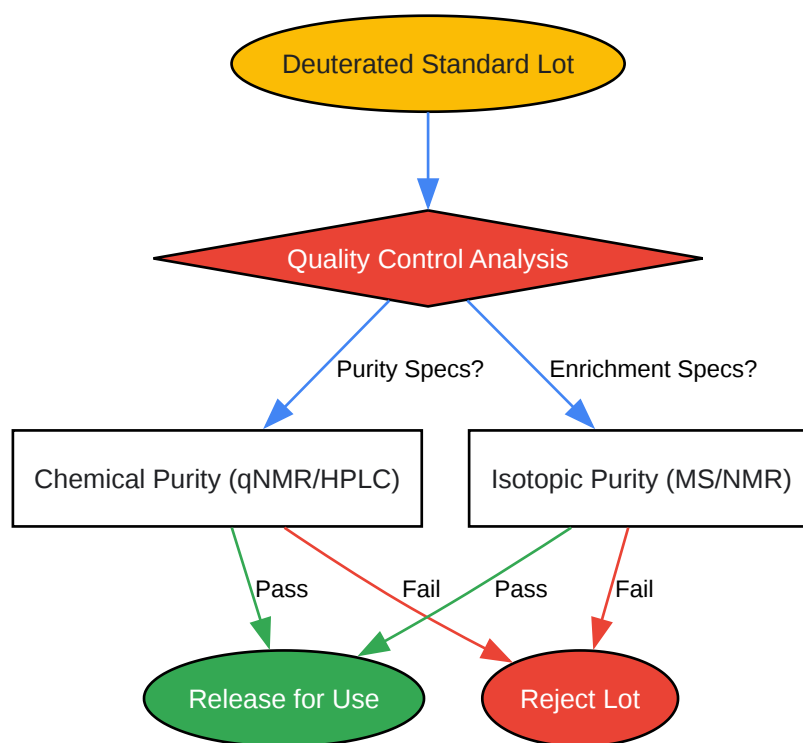 Deuterated Standard Lot
Quality Control Analysis
Purity Specs?
Enrichment Specs?
Chemical Purity (qNMR/HPLC)
Isotopic Purity (MS/NMR)
Pass
Fail
Pass
Fail
Release for Use
Reject Lot